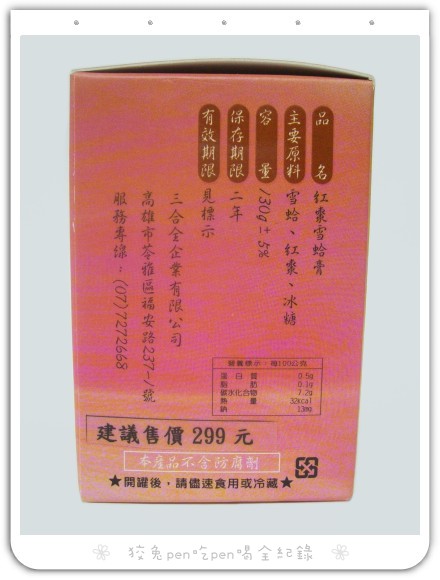 品名 紅棗雪蛤膏
主要原料 雪蛤、紅棗、冰糖
容量 130g±5%
保存期限 二年
有效期限 見標示
三合全企業有限公司
高雄市苓雅區福安路237-1號
服務專線：(07)7272668
營養標示：每100公克
蛋白質 0.5g
脂肪 0.1g
碳水化合物 7.2g
熱量 32kcal
鈉 13mg
建議售價 299 元
本產品不含防腐劑
★開罐後，請儘速食用或冷藏★
狡兔pen吃pen喝全紀錄